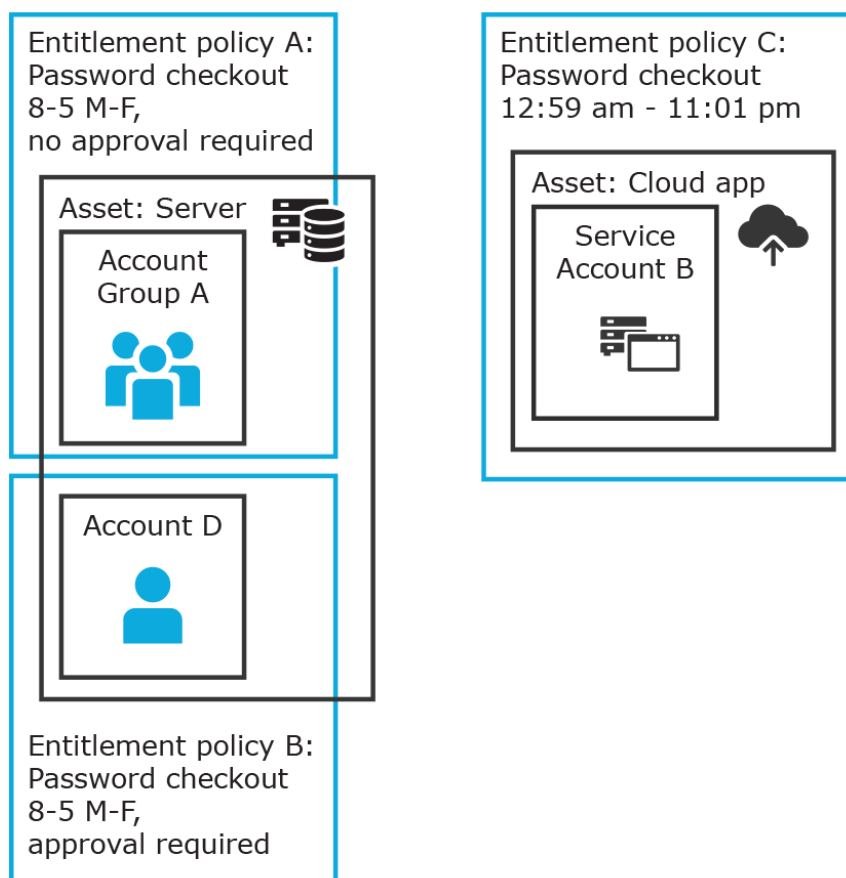 Entitlement policy A:
Password checkout
8-5 M-F,
no approval required
Asset: Server
Account
Group A
Account D
Entitlement policy B:
Password checkout
8-5 M-F,
approval required
Entitlement policy C:
Password checkout
12:59 am - 11:01 pm
Asset: Cloud app
Service
Account B